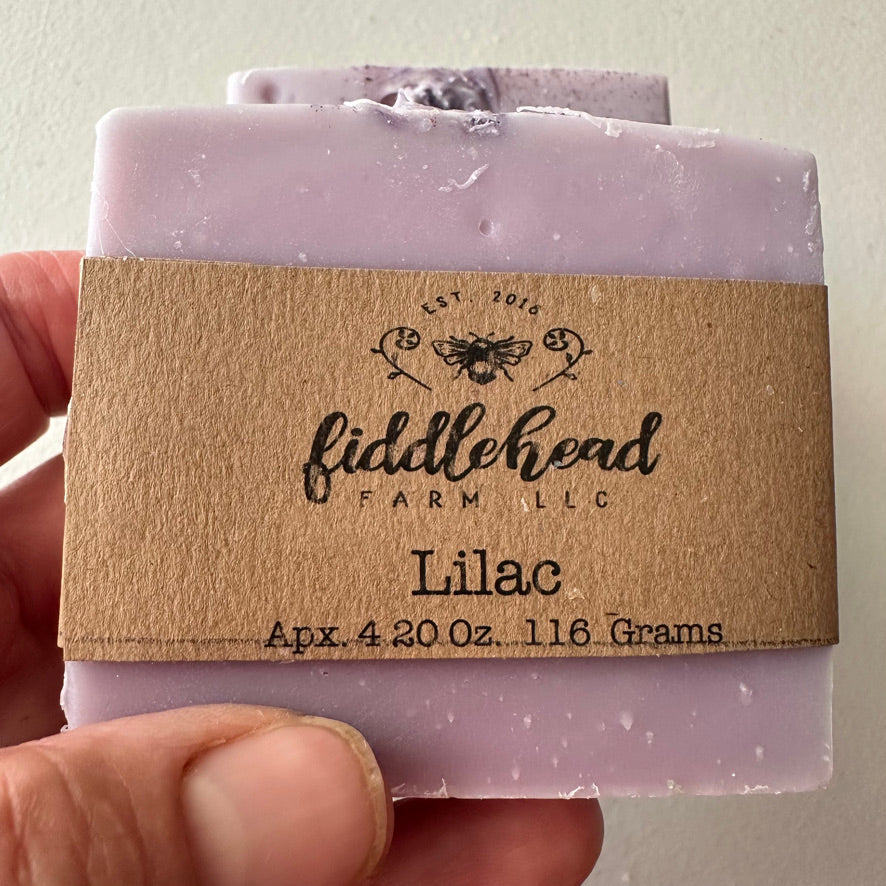 EST. 2016
fiddlehead
FARM LLC
Lilac
Apx. 4 20 Oz. 116 Grams